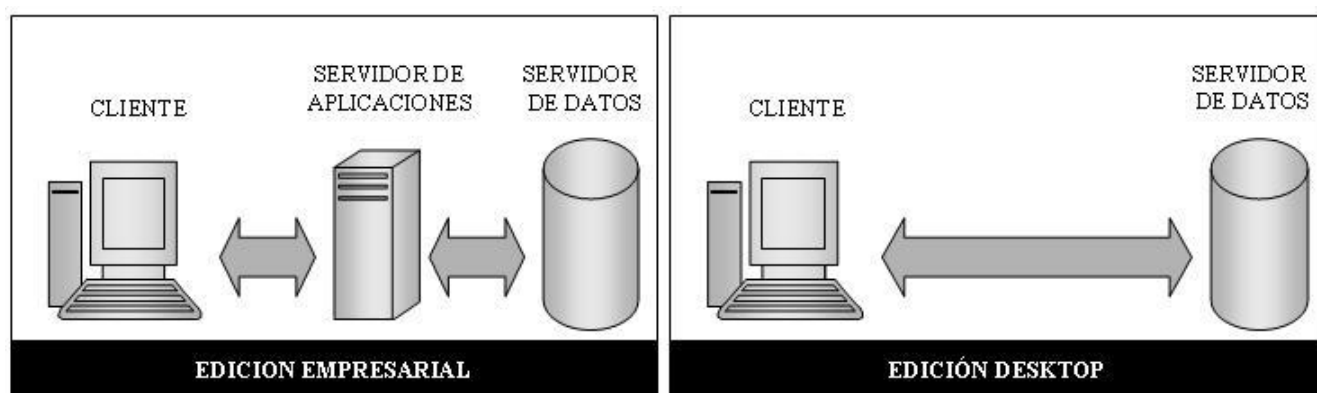 CLIENTE
SERVIDOR DE
APLICACIONES
SERVIDOR
DE DATOS
EDICION EMPRESARIAL
CLIENTE
SERVIDOR
DE DATOS
EDICIÓN DESKTOP